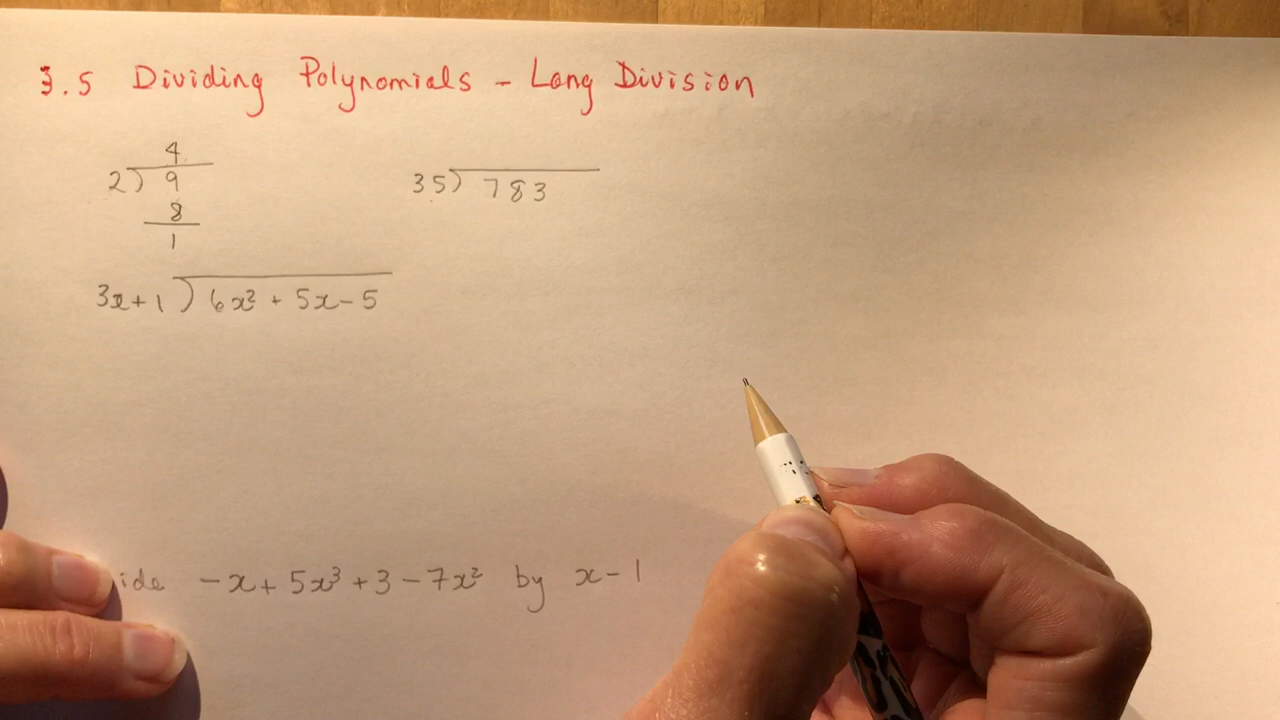 3.5 Dividing Polynomials - Long Division
4
2) 9
8
1
35) 783
3x+1 ) 6x² + 5x - 5
-x + 5x³ + 3 - 7x² by x - 1